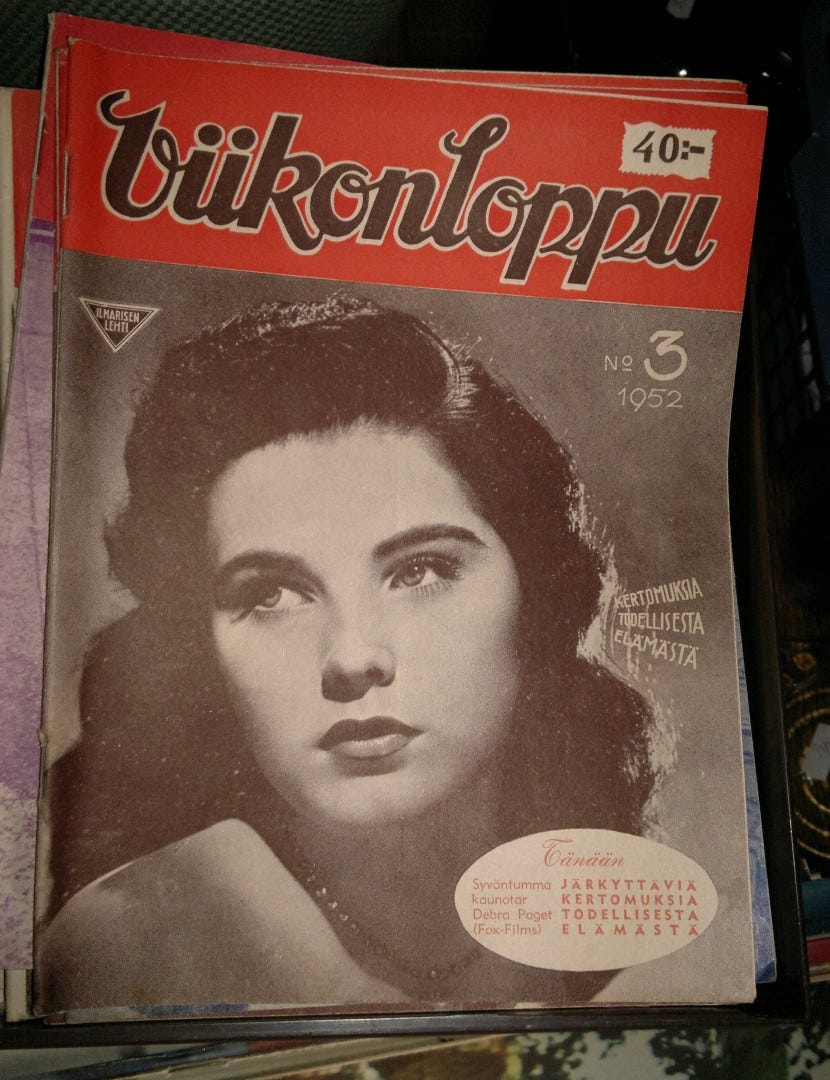 Viikonloppu
40:-
ILMARISEN
LEHTI
No 3
1952
KERTOMUKSIA
TODELLISESTA
ELÄMÄSTÄ
Tänään
Syväntumma JÄRKYTTÄVIÄ
kaunotar KERTOMUKSIA
Debra Paget TODELLISESTA
(Fox-Films) ELÄMÄSTÄ